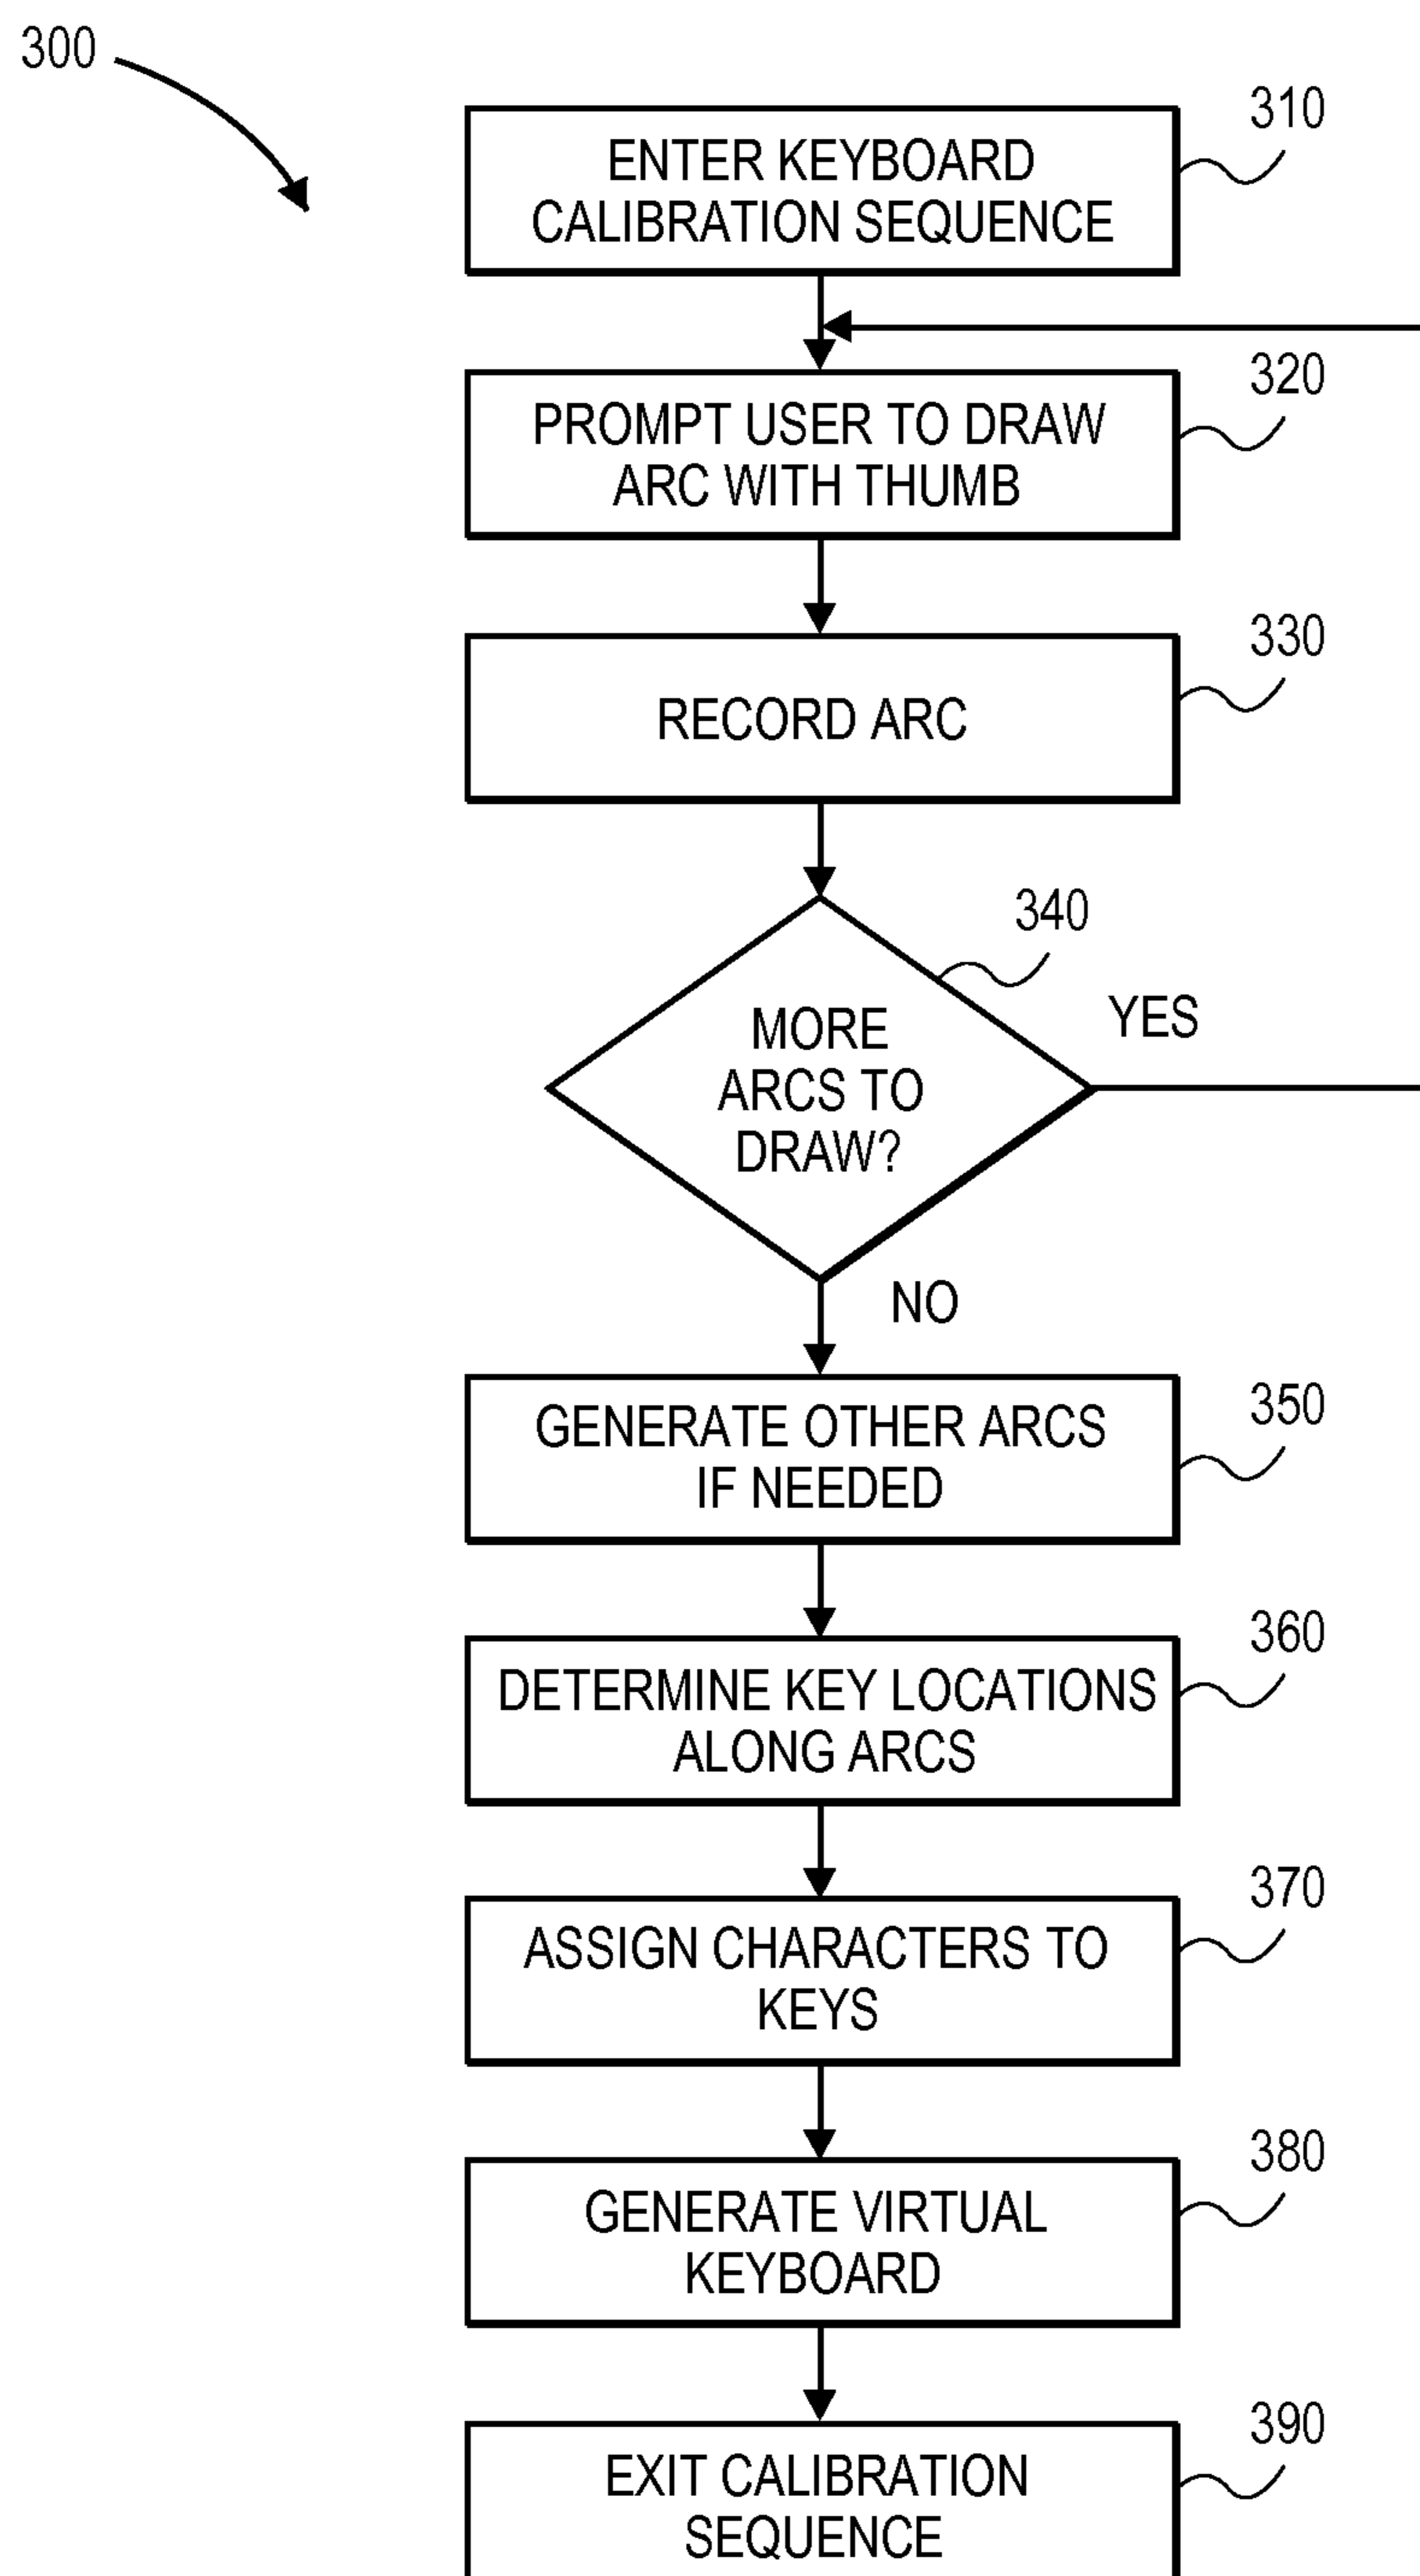 300
310
ENTER KEYBOARD
CALIBRATION SEQUENCE
320
PROMPT USER TO DRAW
ARC WITH THUMB
330
RECORD ARC
340
MORE
ARCS TO
DRAW?
YES
NO
350
GENERATE OTHER ARCS
IF NEEDED
360
DETERMINE KEY LOCATIONS
ALONG ARCS
370
ASSIGN CHARACTERS TO
KEYS
380
GENERATE VIRTUAL
KEYBOARD
390
EXIT CALIBRATION
SEQUENCE